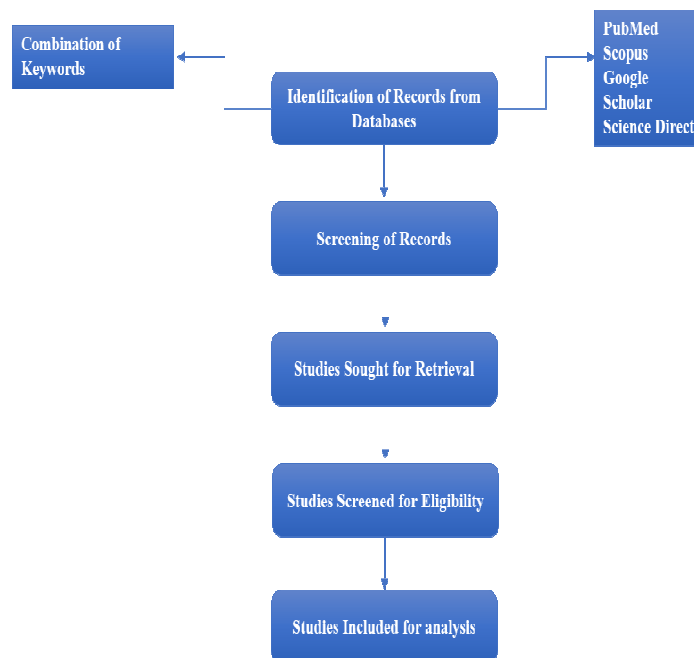 Combination of
Keywords
PubMed
Scopus
Google
Scholar
Science Direct
Identification of Records from
Databases
Screening of Records
Studies Sought for Retrieval
Studies Screened for Eligibility
Studies Included for analysis